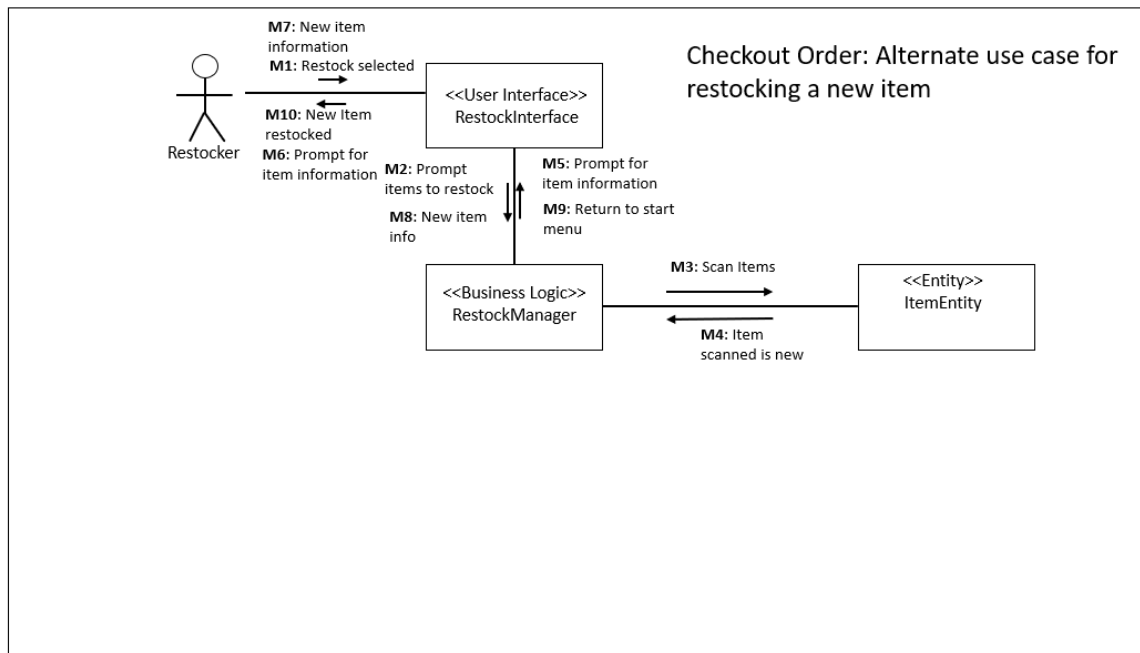 M7: New item
information
M1: Restock selected
Checkout Order: Alternate use case for
restocking a new item
<<User Interface>>
RestockInterface
M10: New Item
restocked
M6: Prompt for
item information
Restocker
M2: Prompt
items to restock
M8: New item
info
M5: Prompt for
item information
M9: Return to start
menu
<<Business Logic>>
RestockManager
M3: Scan Items
M4: Item
scanned is new
<<Entity>>
ItemEntity